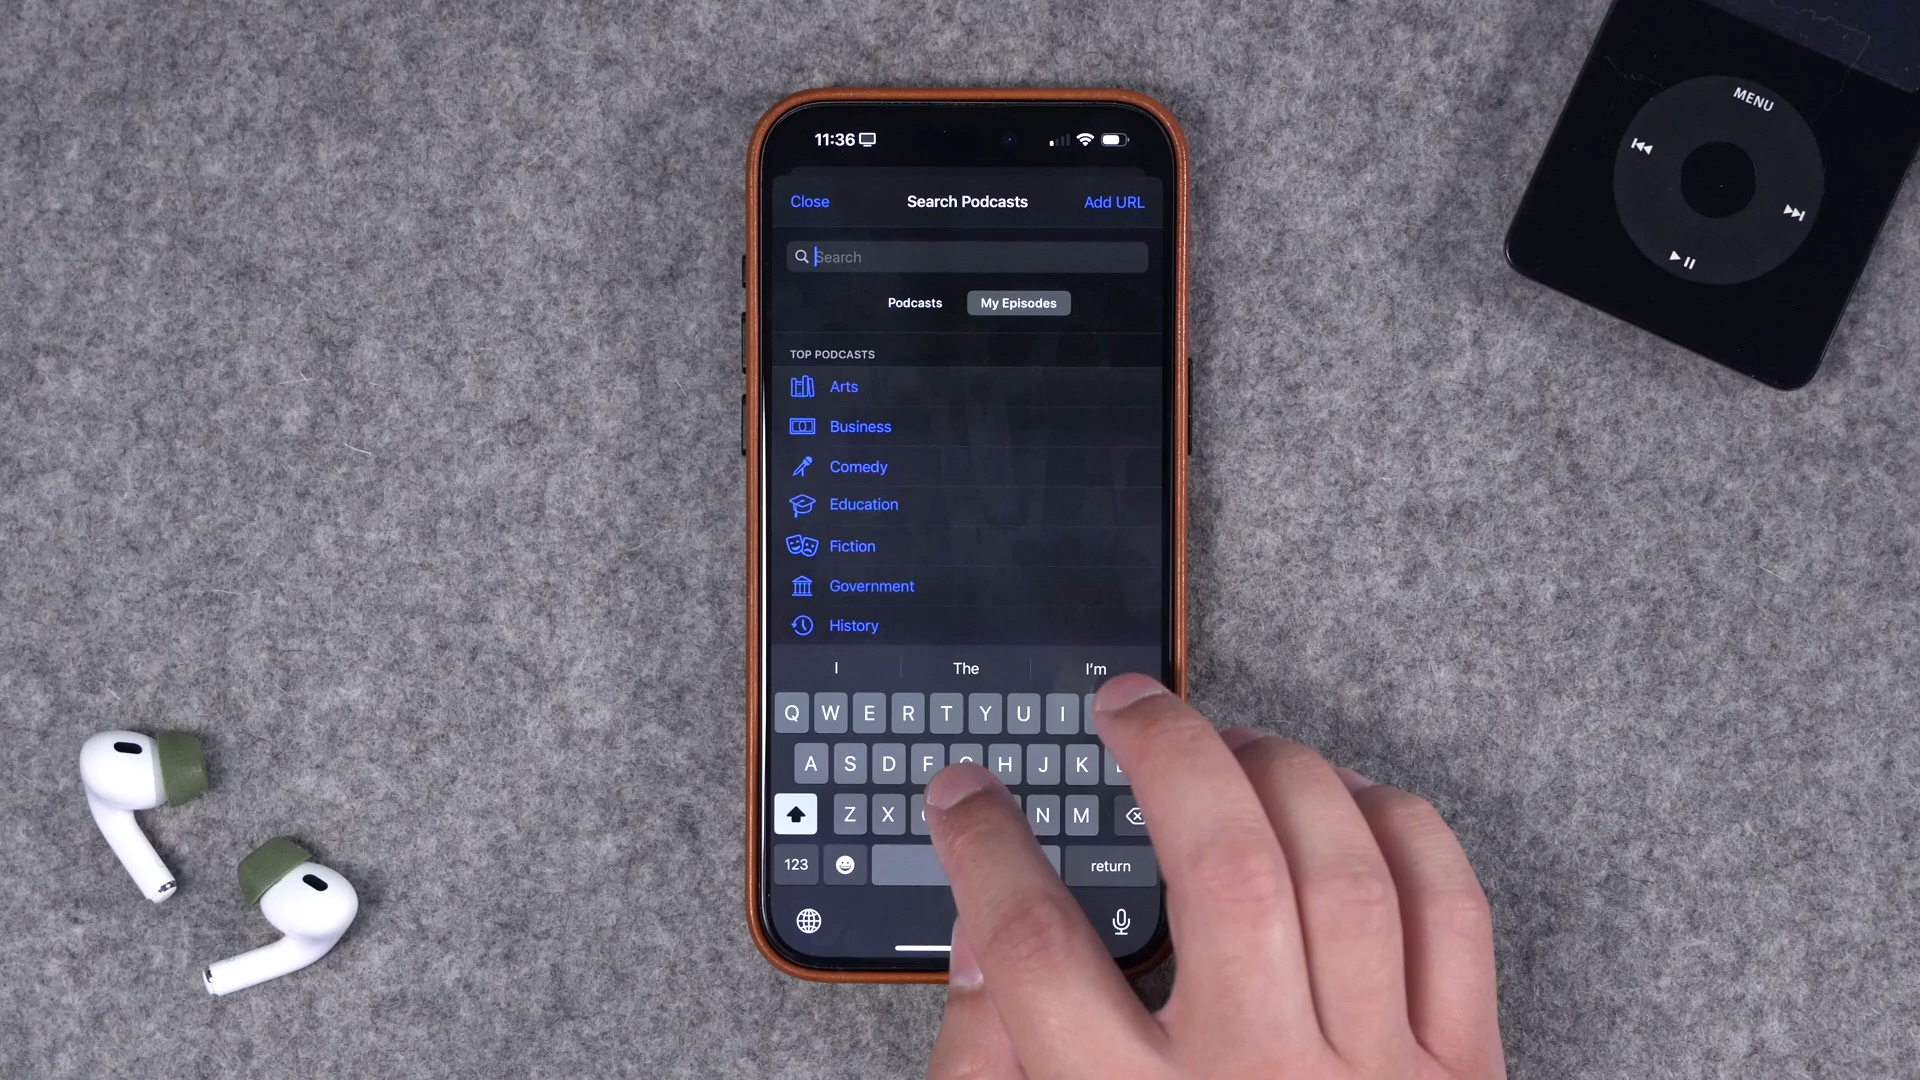 11:36
Close Search Podcasts Add URL
Search
Podcasts My Episodes
TOP PODCASTS
Arts
Business
Comedy
Education
Fiction
Government
History
I The I'm
Q W E R T Y U I
A S D F G H J K
Z X N M
123 return
MENU